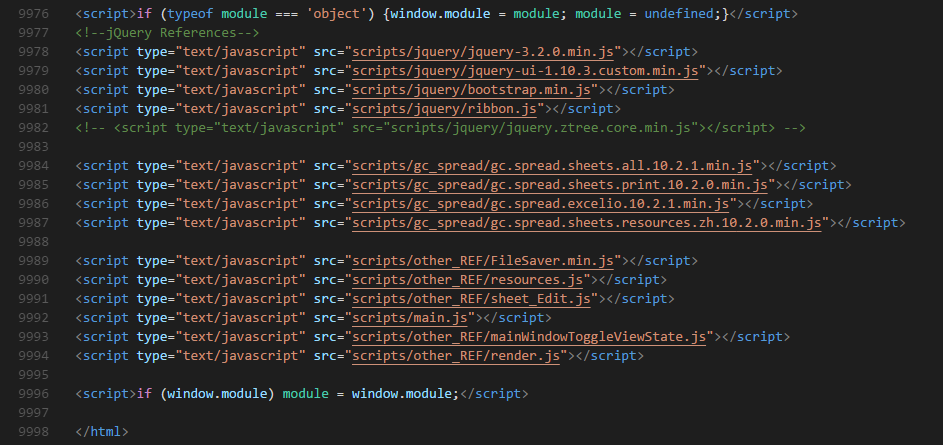 9976 <script>if (typeof module === 'object') {window.module = module; module = undefined;}</script>
9977 <!--jQuery References-->
9978 <script type="text/javascript" src="scripts/jquery/jquery-3.2.0.min.js"></script>
9979 <script type="text/javascript" src="scripts/jquery/jquery-ui-1.10.3.custom.min.js"></script>
9980 <script type="text/javascript" src="scripts/jquery/bootstrap.min.js"></script>
9981 <script type="text/javascript" src="scripts/jquery/ribbon.js"></script>
9982 <!-- <script type="text/javascript" src="scripts/jquery/jquery.ztree.core.min.js"></script> -->
9983
9984 <script type="text/javascript" src="scripts/gc_spread/gc.spread.sheets.all.10.2.1.min.js"></script>
9985 <script type="text/javascript" src="scripts/gc_spread/gc.spread.sheets.print.10.2.0.min.js"></script>
9986 <script type="text/javascript" src="scripts/gc_spread/gc.spread.excelio.10.2.1.min.js"></script>
9987 <script type="text/javascript" src="scripts/gc_spread/gc.spread.sheets.resources.zh.10.2.0.min.js"></script>
9988
9989 <script type="text/javascript" src="scripts/other_REF/FileSaver.min.js"></script>
9990 <script type="text/javascript" src="scripts/other_REF/resources.js"></script>
9991 <script type="text/javascript" src="scripts/other_REF/sheet_Edit.js"></script>
9992 <script type="text/javascript" src="scripts/main.js"></script>
9993 <script type="text/javascript" src="scripts/other_REF/mainWindowToggleViewState.js"></script>
9994 <script type="text/javascript" src="scripts/other_REF/render.js"></script>
9995
9996 <script>if (window.module) module = window.module;</script>
9997
9998 </html>